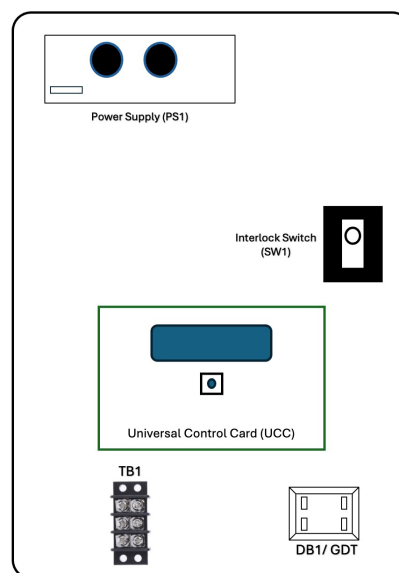 Power Supply (PS1)
Interlock Switch
(SW1)
Universal Control Card (UCC)
TB1
DB1/ GDT